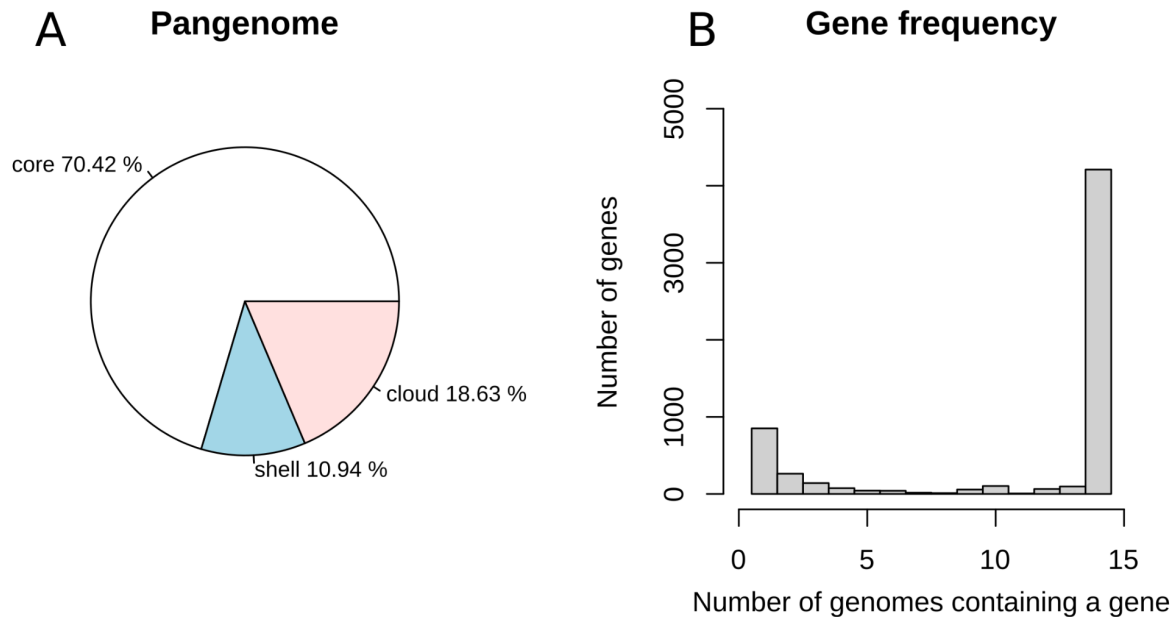 A
Pangenome
core 70.42 %
cloud 18.63 %
shell 10.94 %
B
Gene frequency
Number of genes
5000
3000
1000
0
0 5 10 15
Number of genomes containing a gene